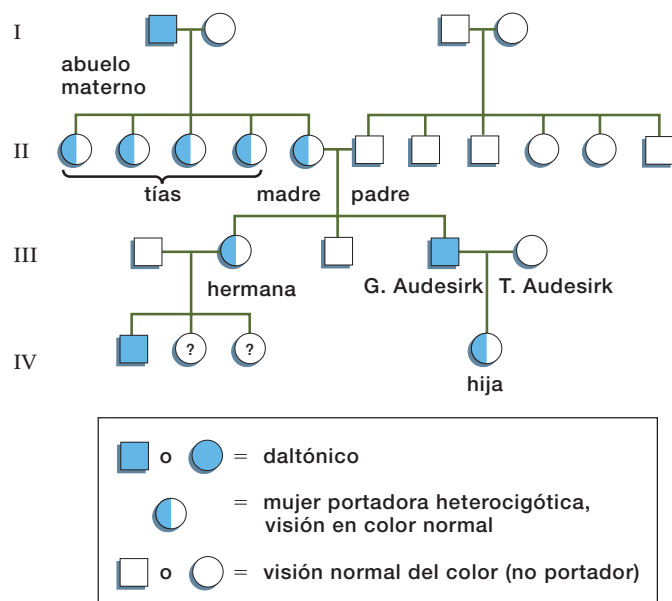 I
abuelo
materno
II
tías
madre
padre
III
hermana
G. Audesirk
T. Audesirk
IV
?
?
hija
o
= daltónico
= mujer portadora heterocigótica,
visión en color normal
o
= visión normal del color (no portador)